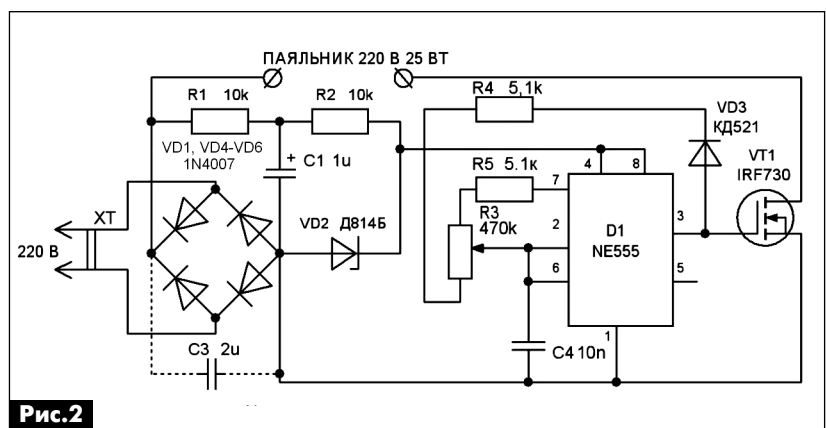 ПАЯЛЬНИК 220 В 25 ВТ
R1 10k
R2 10k
R4 5,1k
VD3
КД521
VD1, VD4-VD6
1N4007
+
C1 1u
4
8
VT1
IRF730
R5 5.1к
7
XT
R3
470k
2
D1
NE555
3
VD2
Д814Б
220 В
6
5
C3 2u
C4 10n
1
Рис.2